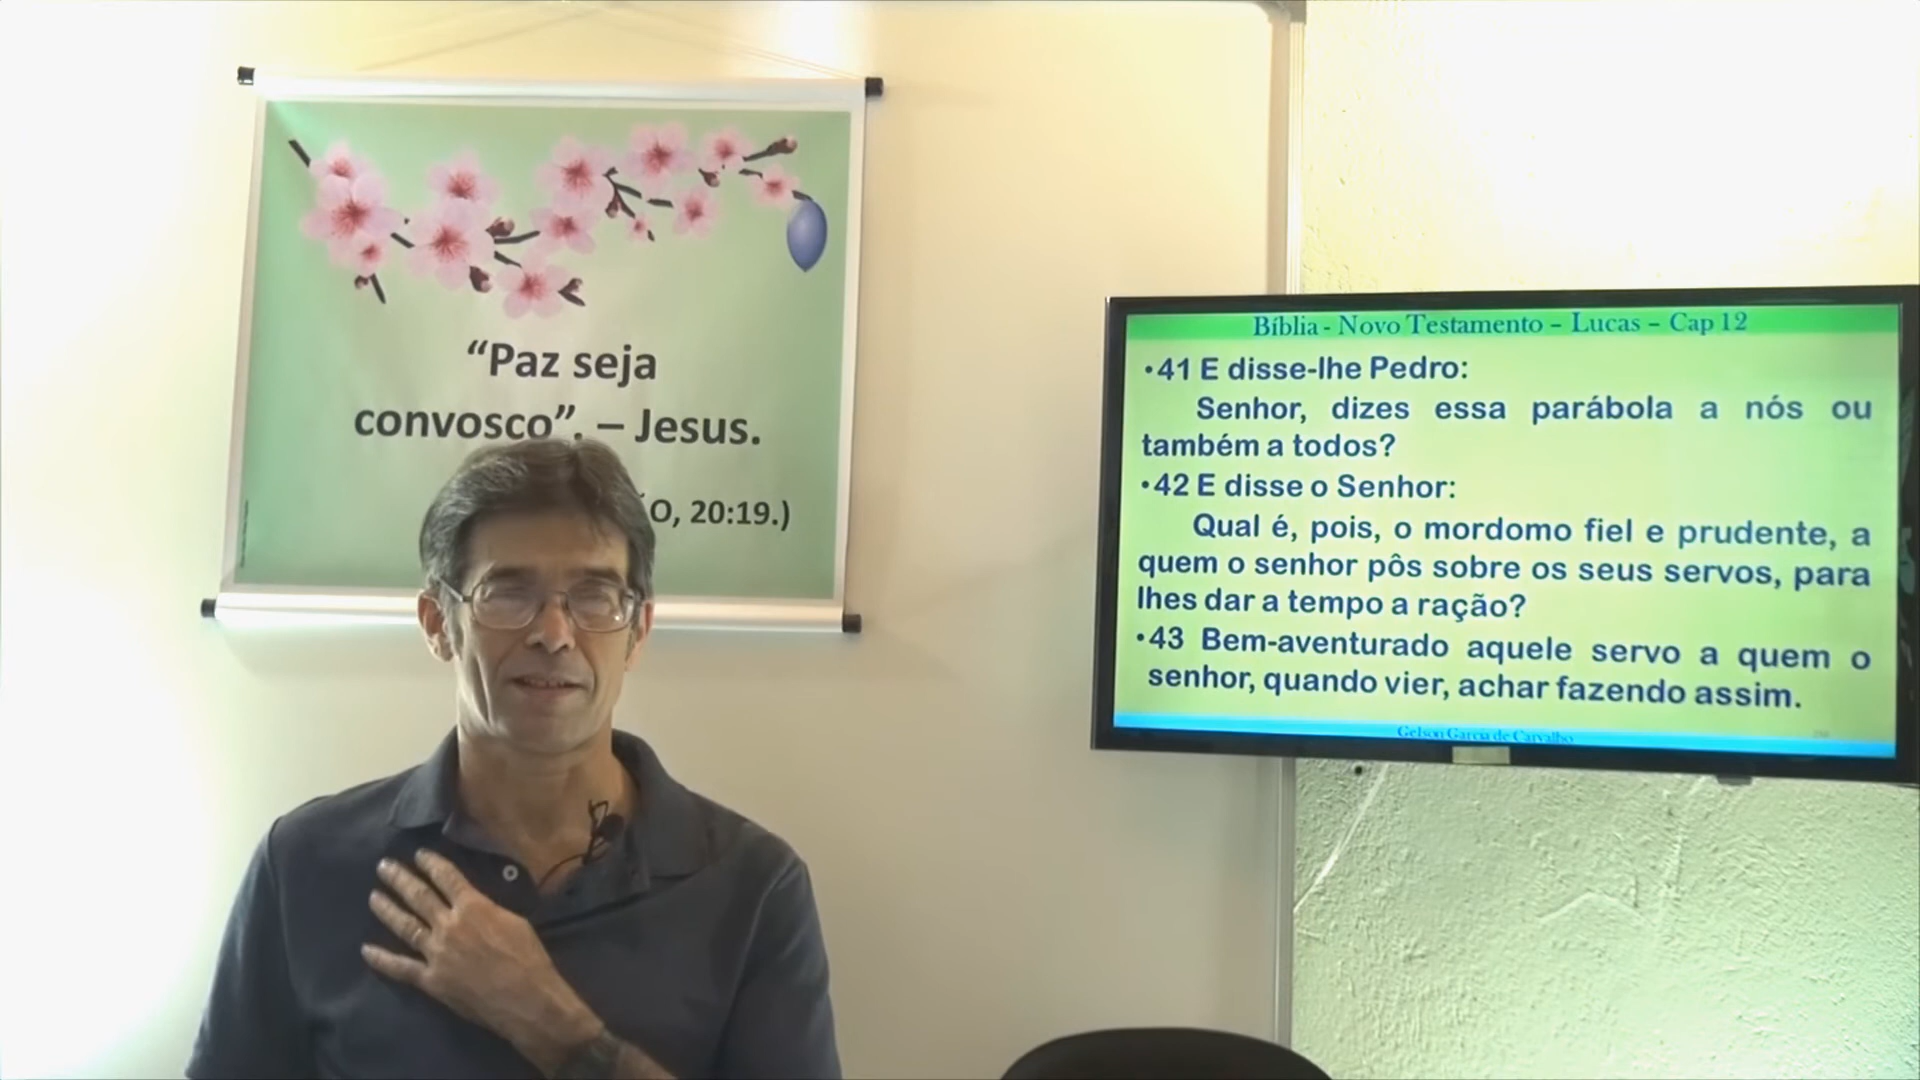 “Paz seja
convosco”. – Jesus.
O, 20:19.)
Bíblia - Novo Testamento – Lucas – Cap 12
•41 E disse-lhe Pedro:
Senhor, dizes essa parábola a nós ou
também a todos?
•42 E disse o Senhor:
Qual é, pois, o mordomo fiel e prudente, a
quem o senhor pôs sobre os seus servos, para
lhes dar a tempo a ração?
•43 Bem-aventurado aquele servo a quem o
senhor, quando vier, achar fazendo assim.
Gelson Garcia de Carvalho